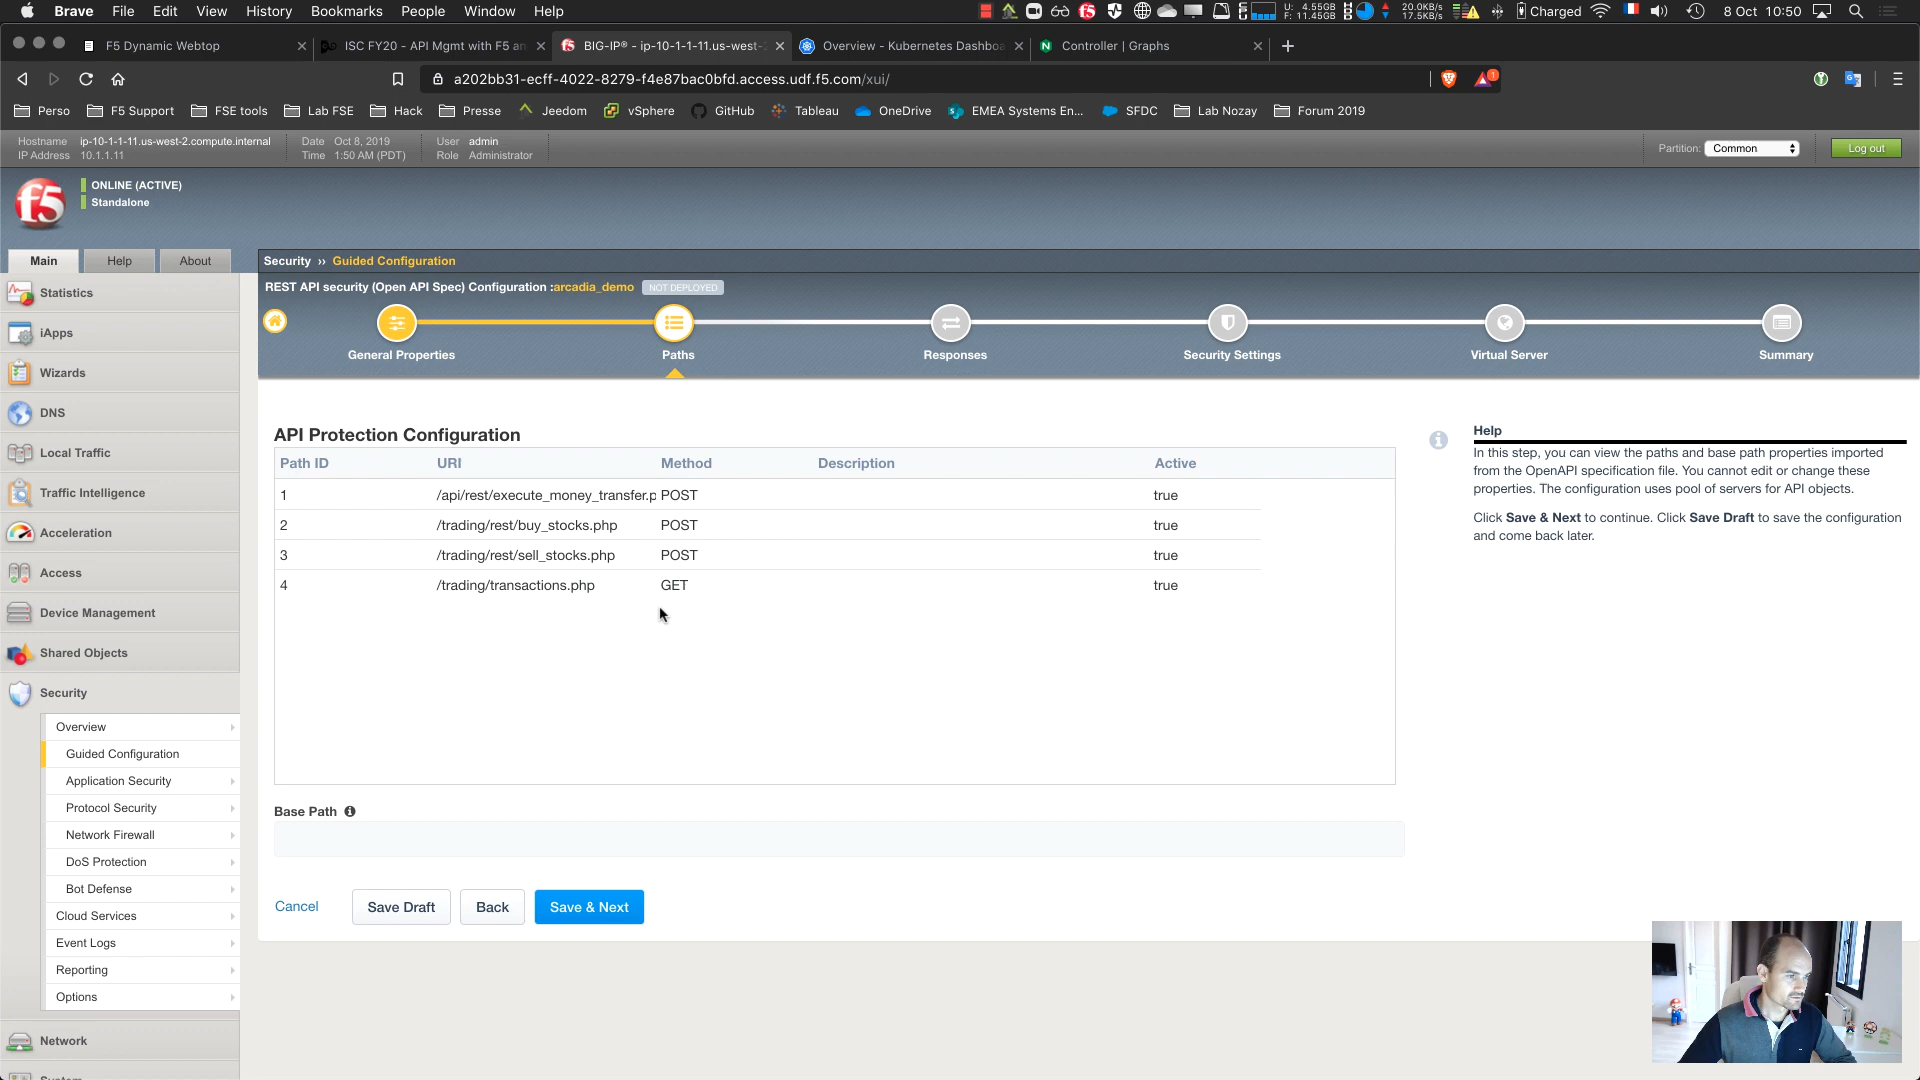 Brave File Edit View History Bookmarks People Window Help
U: 4.55GB
F: 11.45GB
20.0KB/s
17.5KB/s
Charged
8 Oct 10:50
F5 Dynamic Webtop
ISC FY20 - API Mgmt with F5 an
BIG-IP® - ip-10-1-1-11.us-west-
Overview - Kubernetes Dashboa
Controller | Graphs
a202bb31-ecff-4022-8279-f4e87bac0bfd.access.udf.f5.com/xui/
1
Perso
F5 Support
FSE tools
Lab FSE
Hack
Presse
Jeedom
vSphere
GitHub
Tableau
OneDrive
EMEA Systems En...
SFDC
Lab Nozay
Forum 2019
Hostname ip-10-1-1-11.us-west-2.compute.internal
IP Address 10.1.1.11
Date Oct 8, 2019
Time 1:50 AM (PDT)
User admin
Role Administrator
Partition: Common
Log out
f5
ONLINE (ACTIVE)
Standalone
Main Help About
Security ›› Guided Configuration
REST API security (Open API Spec) Configuration :arcadia_demo NOT DEPLOYED
General Properties
Paths
Responses
Security Settings
Virtual Server
Summary
Statistics
iApps
Wizards
DNS
Local Traffic
Traffic Intelligence
Acceleration
Access
Device Management
Shared Objects
Security
Overview
Guided Configuration
Application Security
Protocol Security
Network Firewall
DoS Protection
Bot Defense
Cloud Services
Event Logs
Reporting
Options
Network
API Protection Configuration
Path ID URI Method Description Active
1 /api/rest/execute_money_transfer.p POST true
2 /trading/rest/buy_stocks.php POST true
3 /trading/rest/sell_stocks.php POST true
4 /trading/transactions.php GET true
Base Path
Cancel Save Draft Back Save & Next
Help
In this step, you can view the paths and base path properties imported
from the OpenAPI specification file. You cannot edit or change these
properties. The configuration uses pool of servers for API objects.
Click Save & Next to continue. Click Save Draft to save the configuration
and come back later.